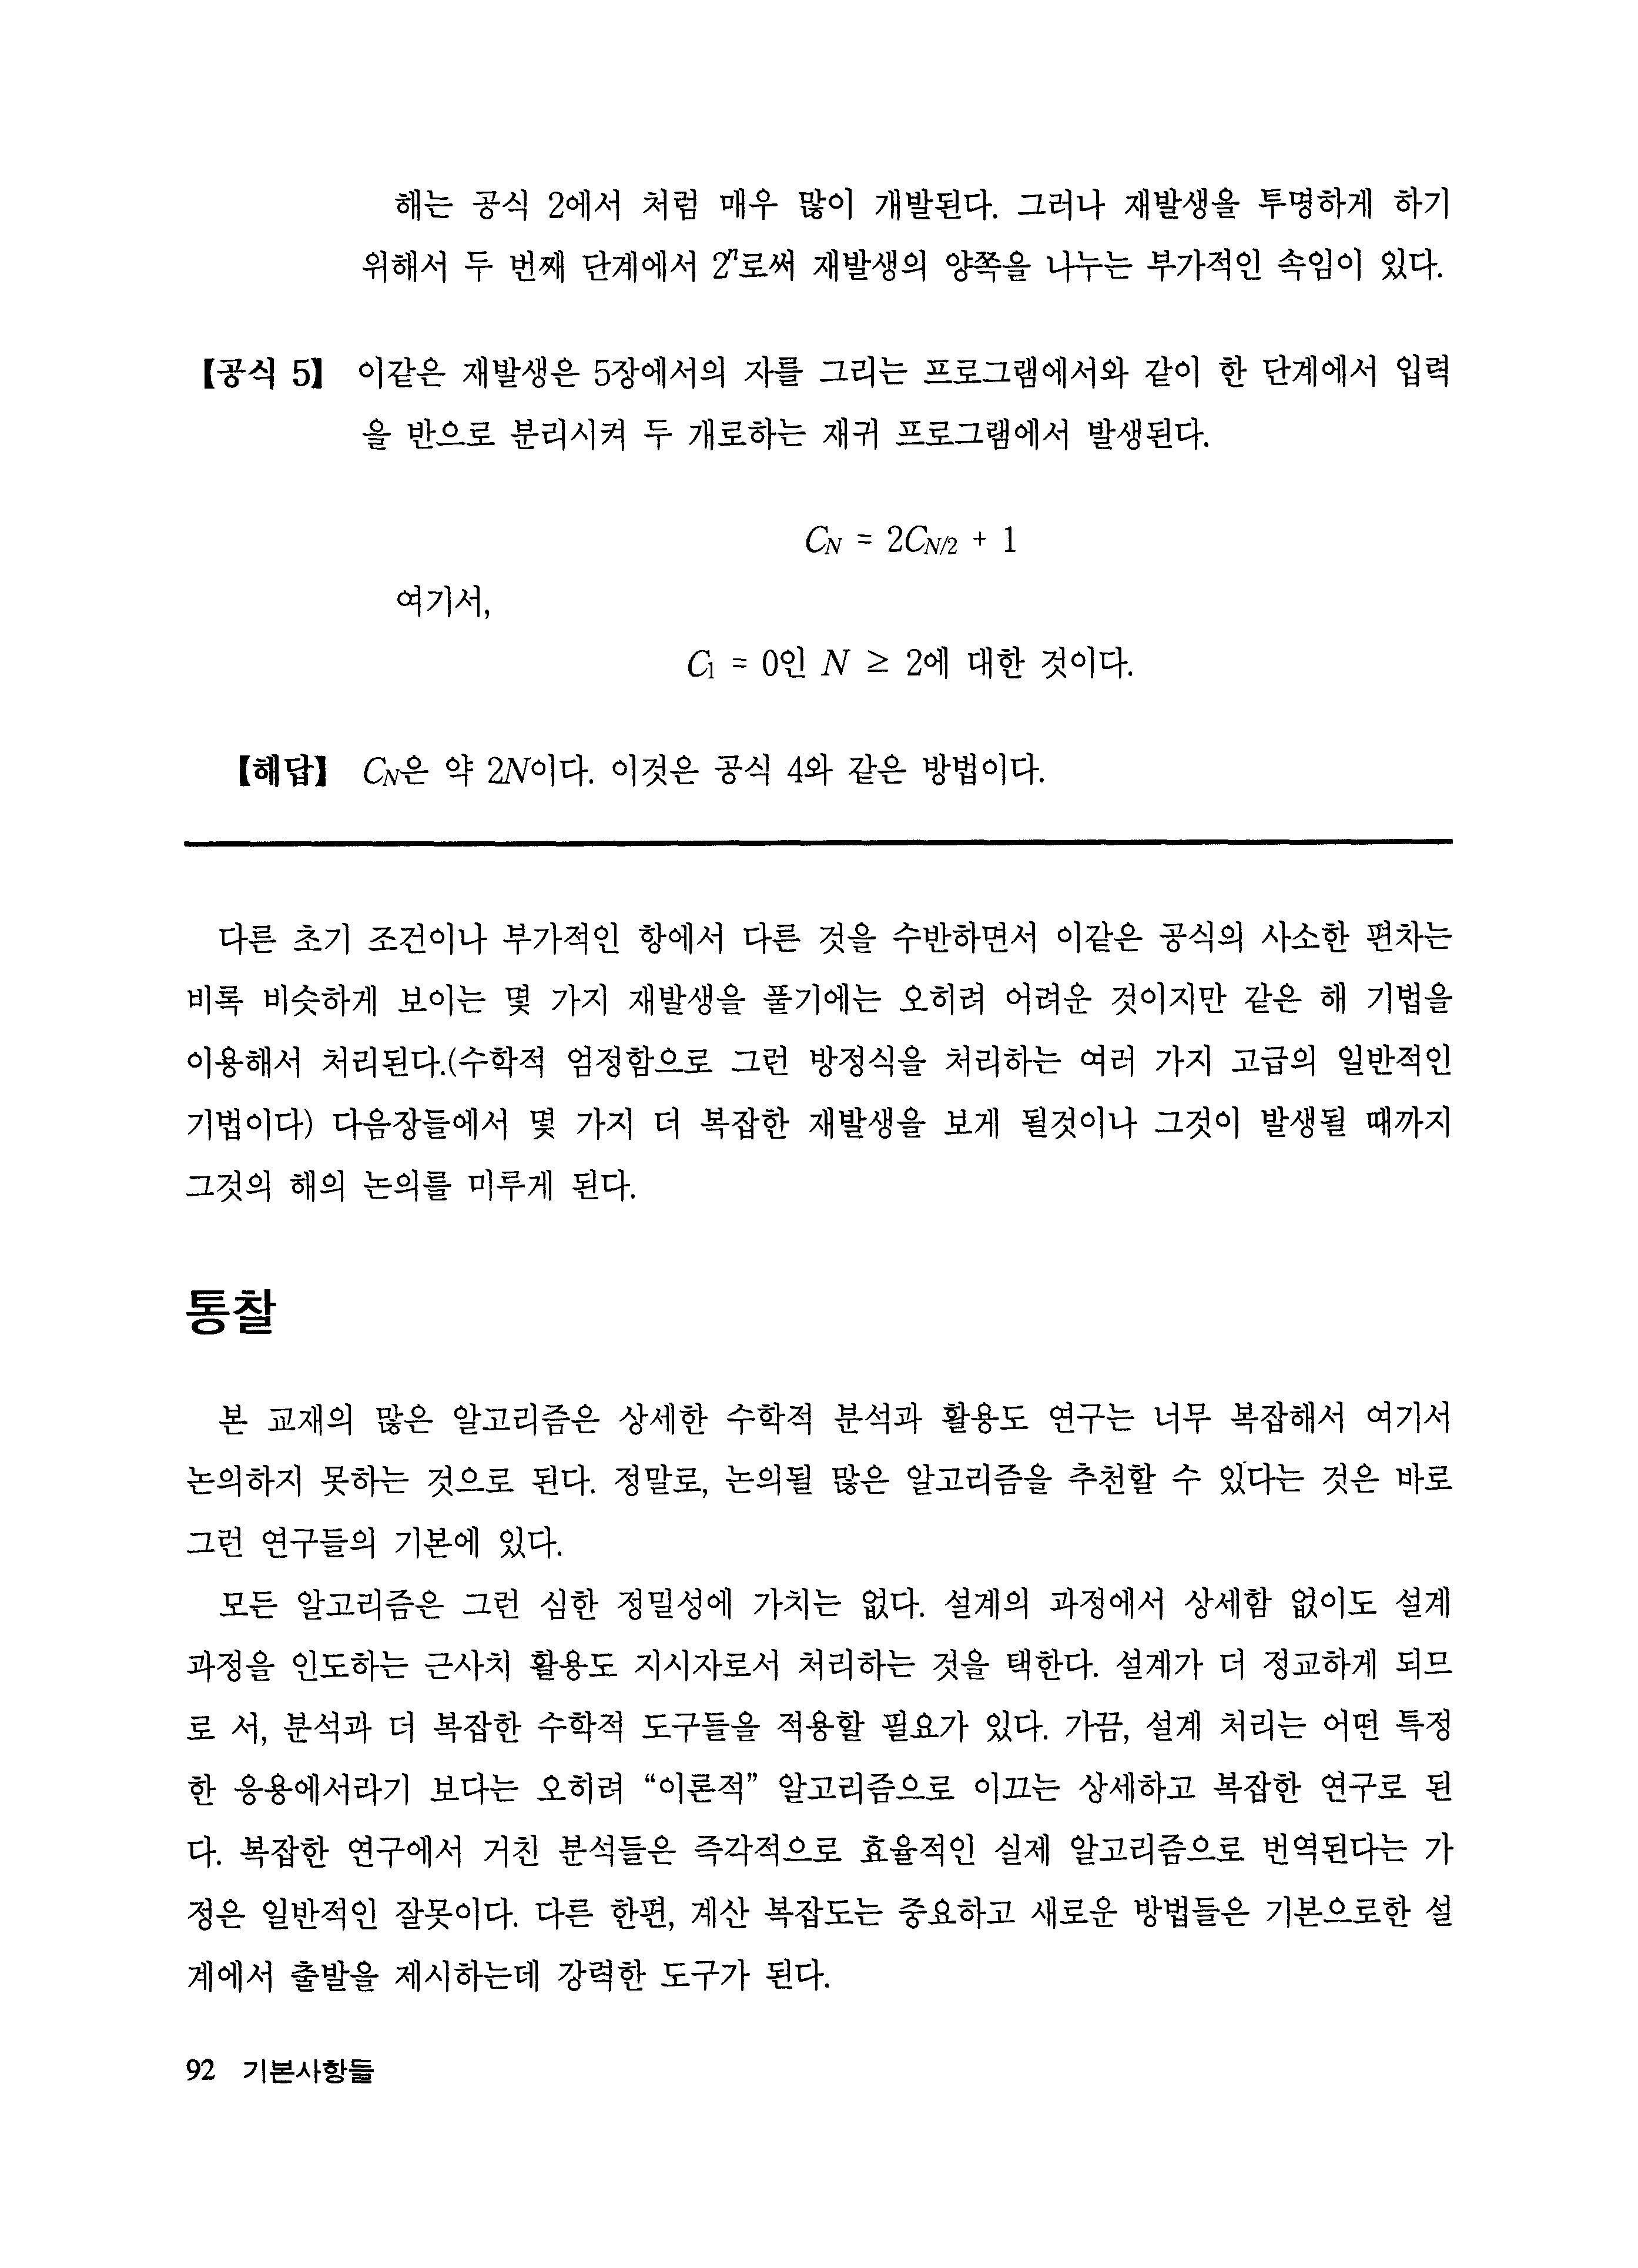 해는 공식 2에서 처럼 매우 많이 개발된다. 그러나 재발생을 투명하게 하기
위해서 두 번째 단계에서 2ⁿ로써 재발생의 양쪽을 나누는 부가적인 속임이 있다.
【공식 5】 이같은 재발생은 5장에서의 자를 그리는 프로그램에서와 같이 한 단계에서 입력
을 반으로 분리시켜 두 개로하는 재귀 프로그램에서 발생된다.
C_N = 2C_{N/2} + 1
여기서,
C₁ = 0인 N ≥ 2에 대한 것이다.
【해답】 C_N은 약 2N이다. 이것은 공식 4와 같은 방법이다.
다른 초기 조건이나 부가적인 항에서 다른 것을 수반하면서 이같은 공식의 사소한 편차는
비록 비슷하게 보이는 몇 가지 재발생을 풀기에는 오히려 어려운 것이지만 같은 해 기법을
이용해서 처리된다.(수학적 엄정함으로 그런 방정식을 처리하는 여러 가지 고급의 일반적인
기법이다) 다음장들에서 몇 가지 더 복잡한 재발생을 보게 될것이나 그것이 발생될 때까지
그것의 해의 논의를 미루게 된다.
통찰
본 교재의 많은 알고리즘은 상세한 수학적 분석과 활용도 연구는 너무 복잡해서 여기서
논의하지 못하는 것으로 된다. 정말로, 논의될 많은 알고리즘을 추천할 수 있다는 것은 바로
그런 연구들의 기본에 있다.
모든 알고리즘은 그런 심한 정밀성에 가치는 없다. 설계의 과정에서 상세함 없이도 설계
과정을 인도하는 근사치 활용도 지시자로서 처리하는 것을 택한다. 설계가 더 정교하게 되므
로 서, 분석과 더 복잡한 수학적 도구들을 적용할 필요가 있다. 가끔, 설계 처리는 어떤 특정
한 응용에서라기 보다는 오히려 “이론적” 알고리즘으로 이끄는 상세하고 복잡한 연구로 된
다. 복잡한 연구에서 거친 분석들은 즉각적으로 효율적인 실제 알고리즘으로 번역된다는 가
정은 일반적인 잘못이다. 다른 한편, 계산 복잡도는 중요하고 새로운 방법들은 기본으로한 설
계에서 출발을 제시하는데 강력한 도구가 된다.
92 기본사항들